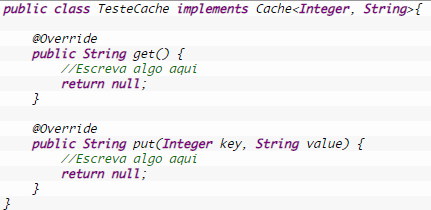 public class TesteCache implements Cache<Integer, String>{
@Override
public String get() {
//Escreva algo aqui
return null;
}
@Override
public String put(Integer key, String value) {
//Escreva algo aqui
return null;
}
}